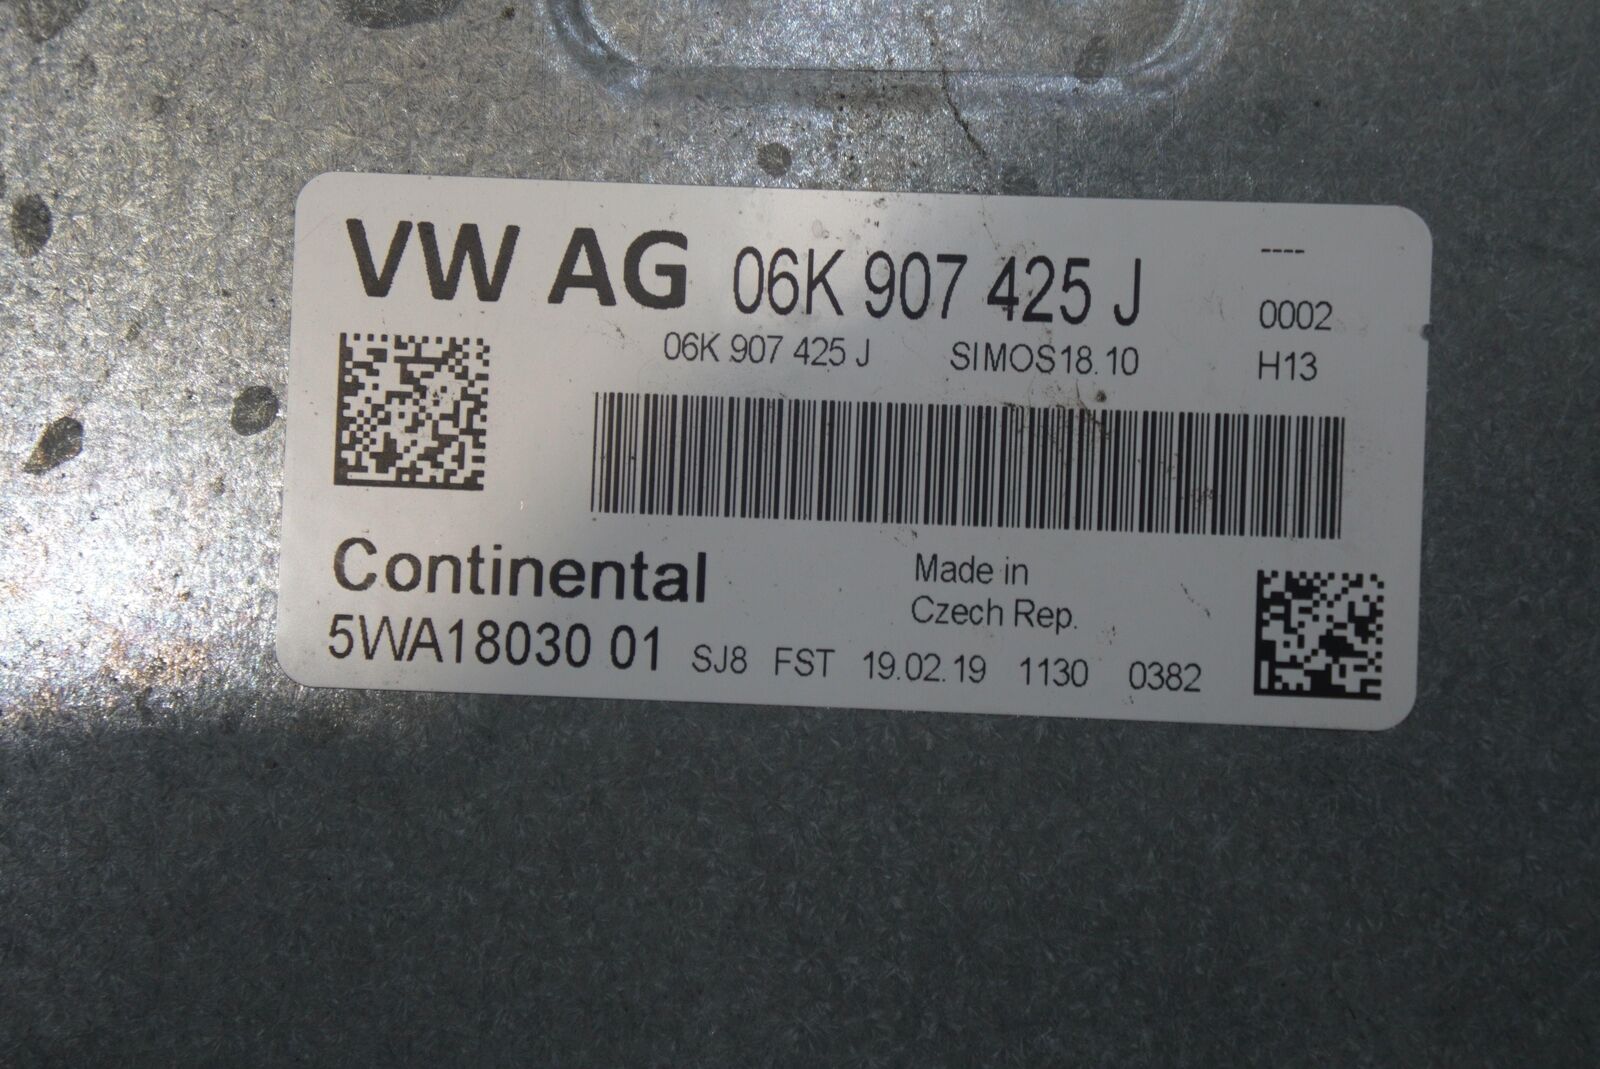 VW AG 06K 907 425 J ----
0002
06K 907 425 J SIMOS18.10 H13
Continental
Made in
Czech Rep.
5WA18030 01 SJ8 FST 19.02.19 1130 0382